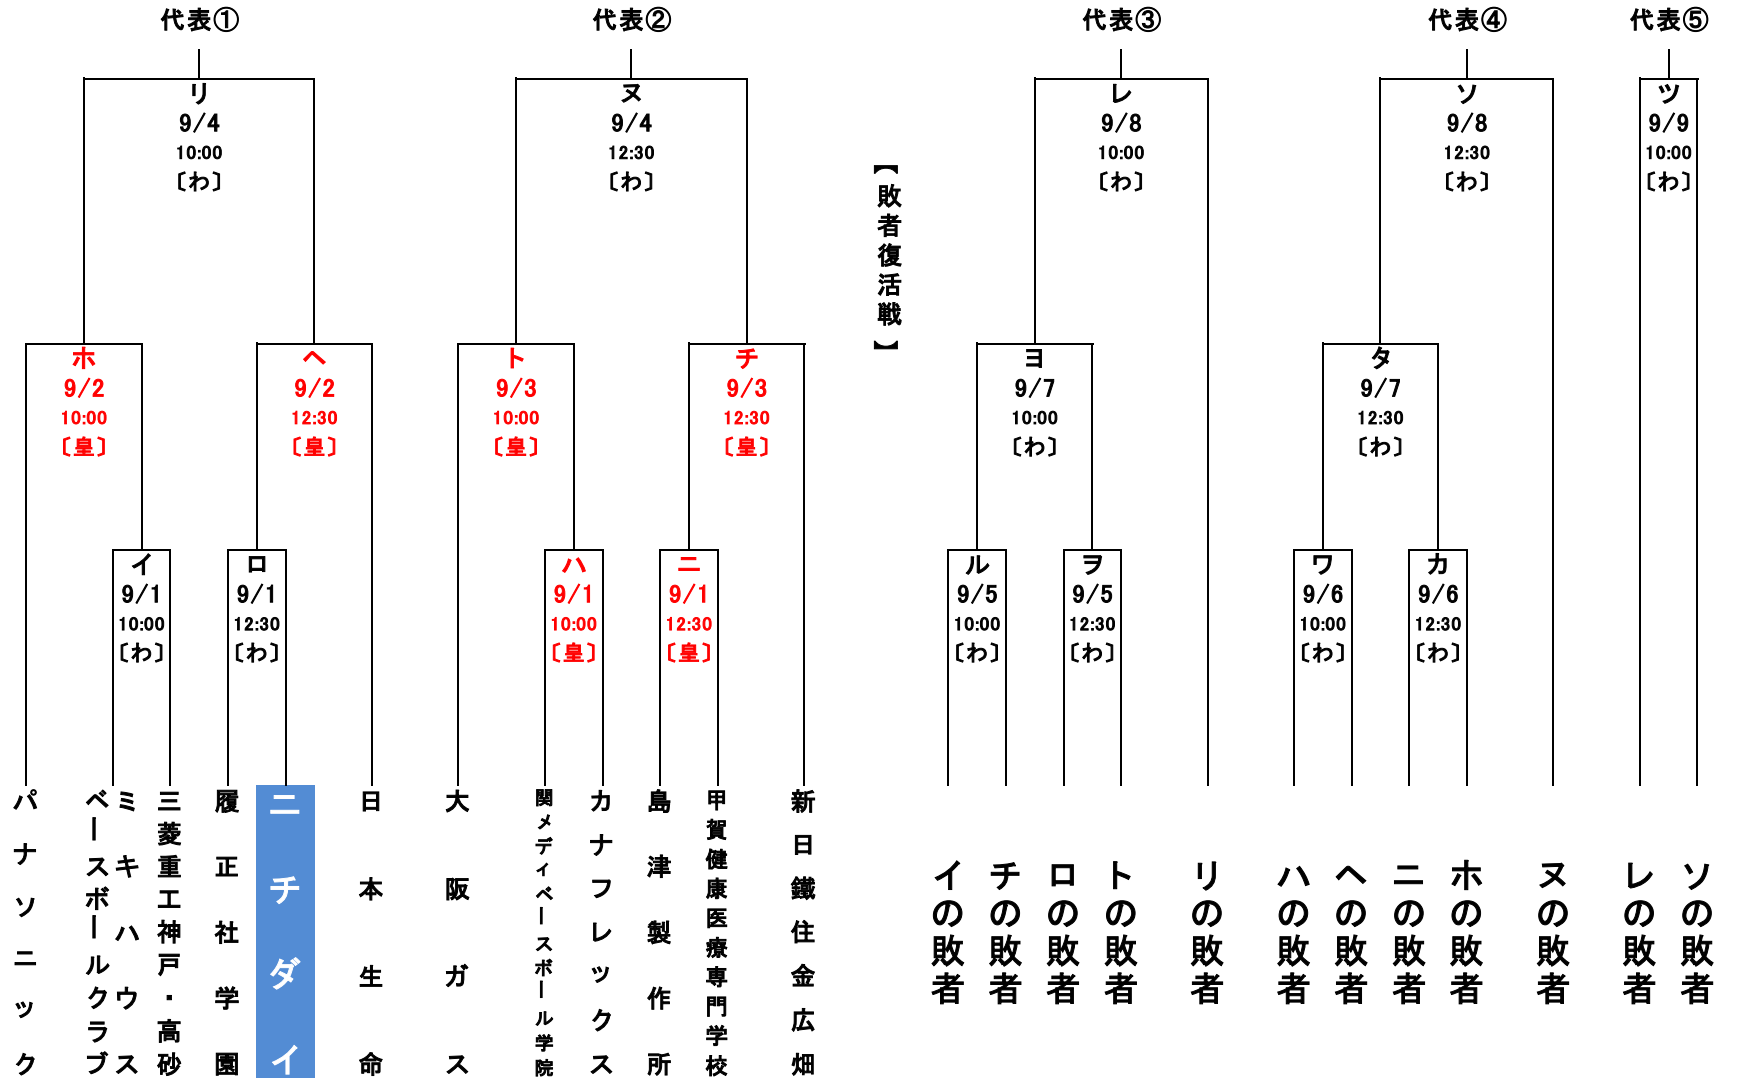 代表①
代表②
代表③
代表④
代表⑤
リ
9/4
10:00
〔わ〕
ヌ
9/4
12:30
〔わ〕
【敗者復活戦】
レ
9/8
10:00
〔わ〕
ソ
9/8
12:30
〔わ〕
ツ
9/9
10:00
〔わ〕
ホ
9/2
10:00
〔皇〕
ヘ
9/2
12:30
〔皇〕
ト
9/3
10:00
〔皇〕
チ
9/3
12:30
〔皇〕
ヨ
9/7
10:00
〔わ〕
タ
9/7
12:30
〔わ〕
イ
9/1
10:00
〔わ〕
ロ
9/1
12:30
〔わ〕
ハ
9/1
10:00
〔皇〕
ニ
9/1
12:30
〔皇〕
ル
9/5
10:00
〔わ〕
ヲ
9/5
12:30
〔わ〕
ワ
9/6
10:00
〔わ〕
カ
9/6
12:30
〔わ〕
パナソニック
ミキハウス
ベースボールクラブ
三菱重工神戸・高砂
履正社学園
ニチダイ
日本生命
大阪ガス
関メディベースボール学院
カナフレックス
島津製作所
甲賀健康医療専門学校
新日鐵住金広畑
イの敗者
チの敗者
ロの敗者
トの敗者
リの敗者
ハの敗者
ヘの敗者
ニの敗者
ホの敗者
ヌの敗者
レの敗者
ソの敗者